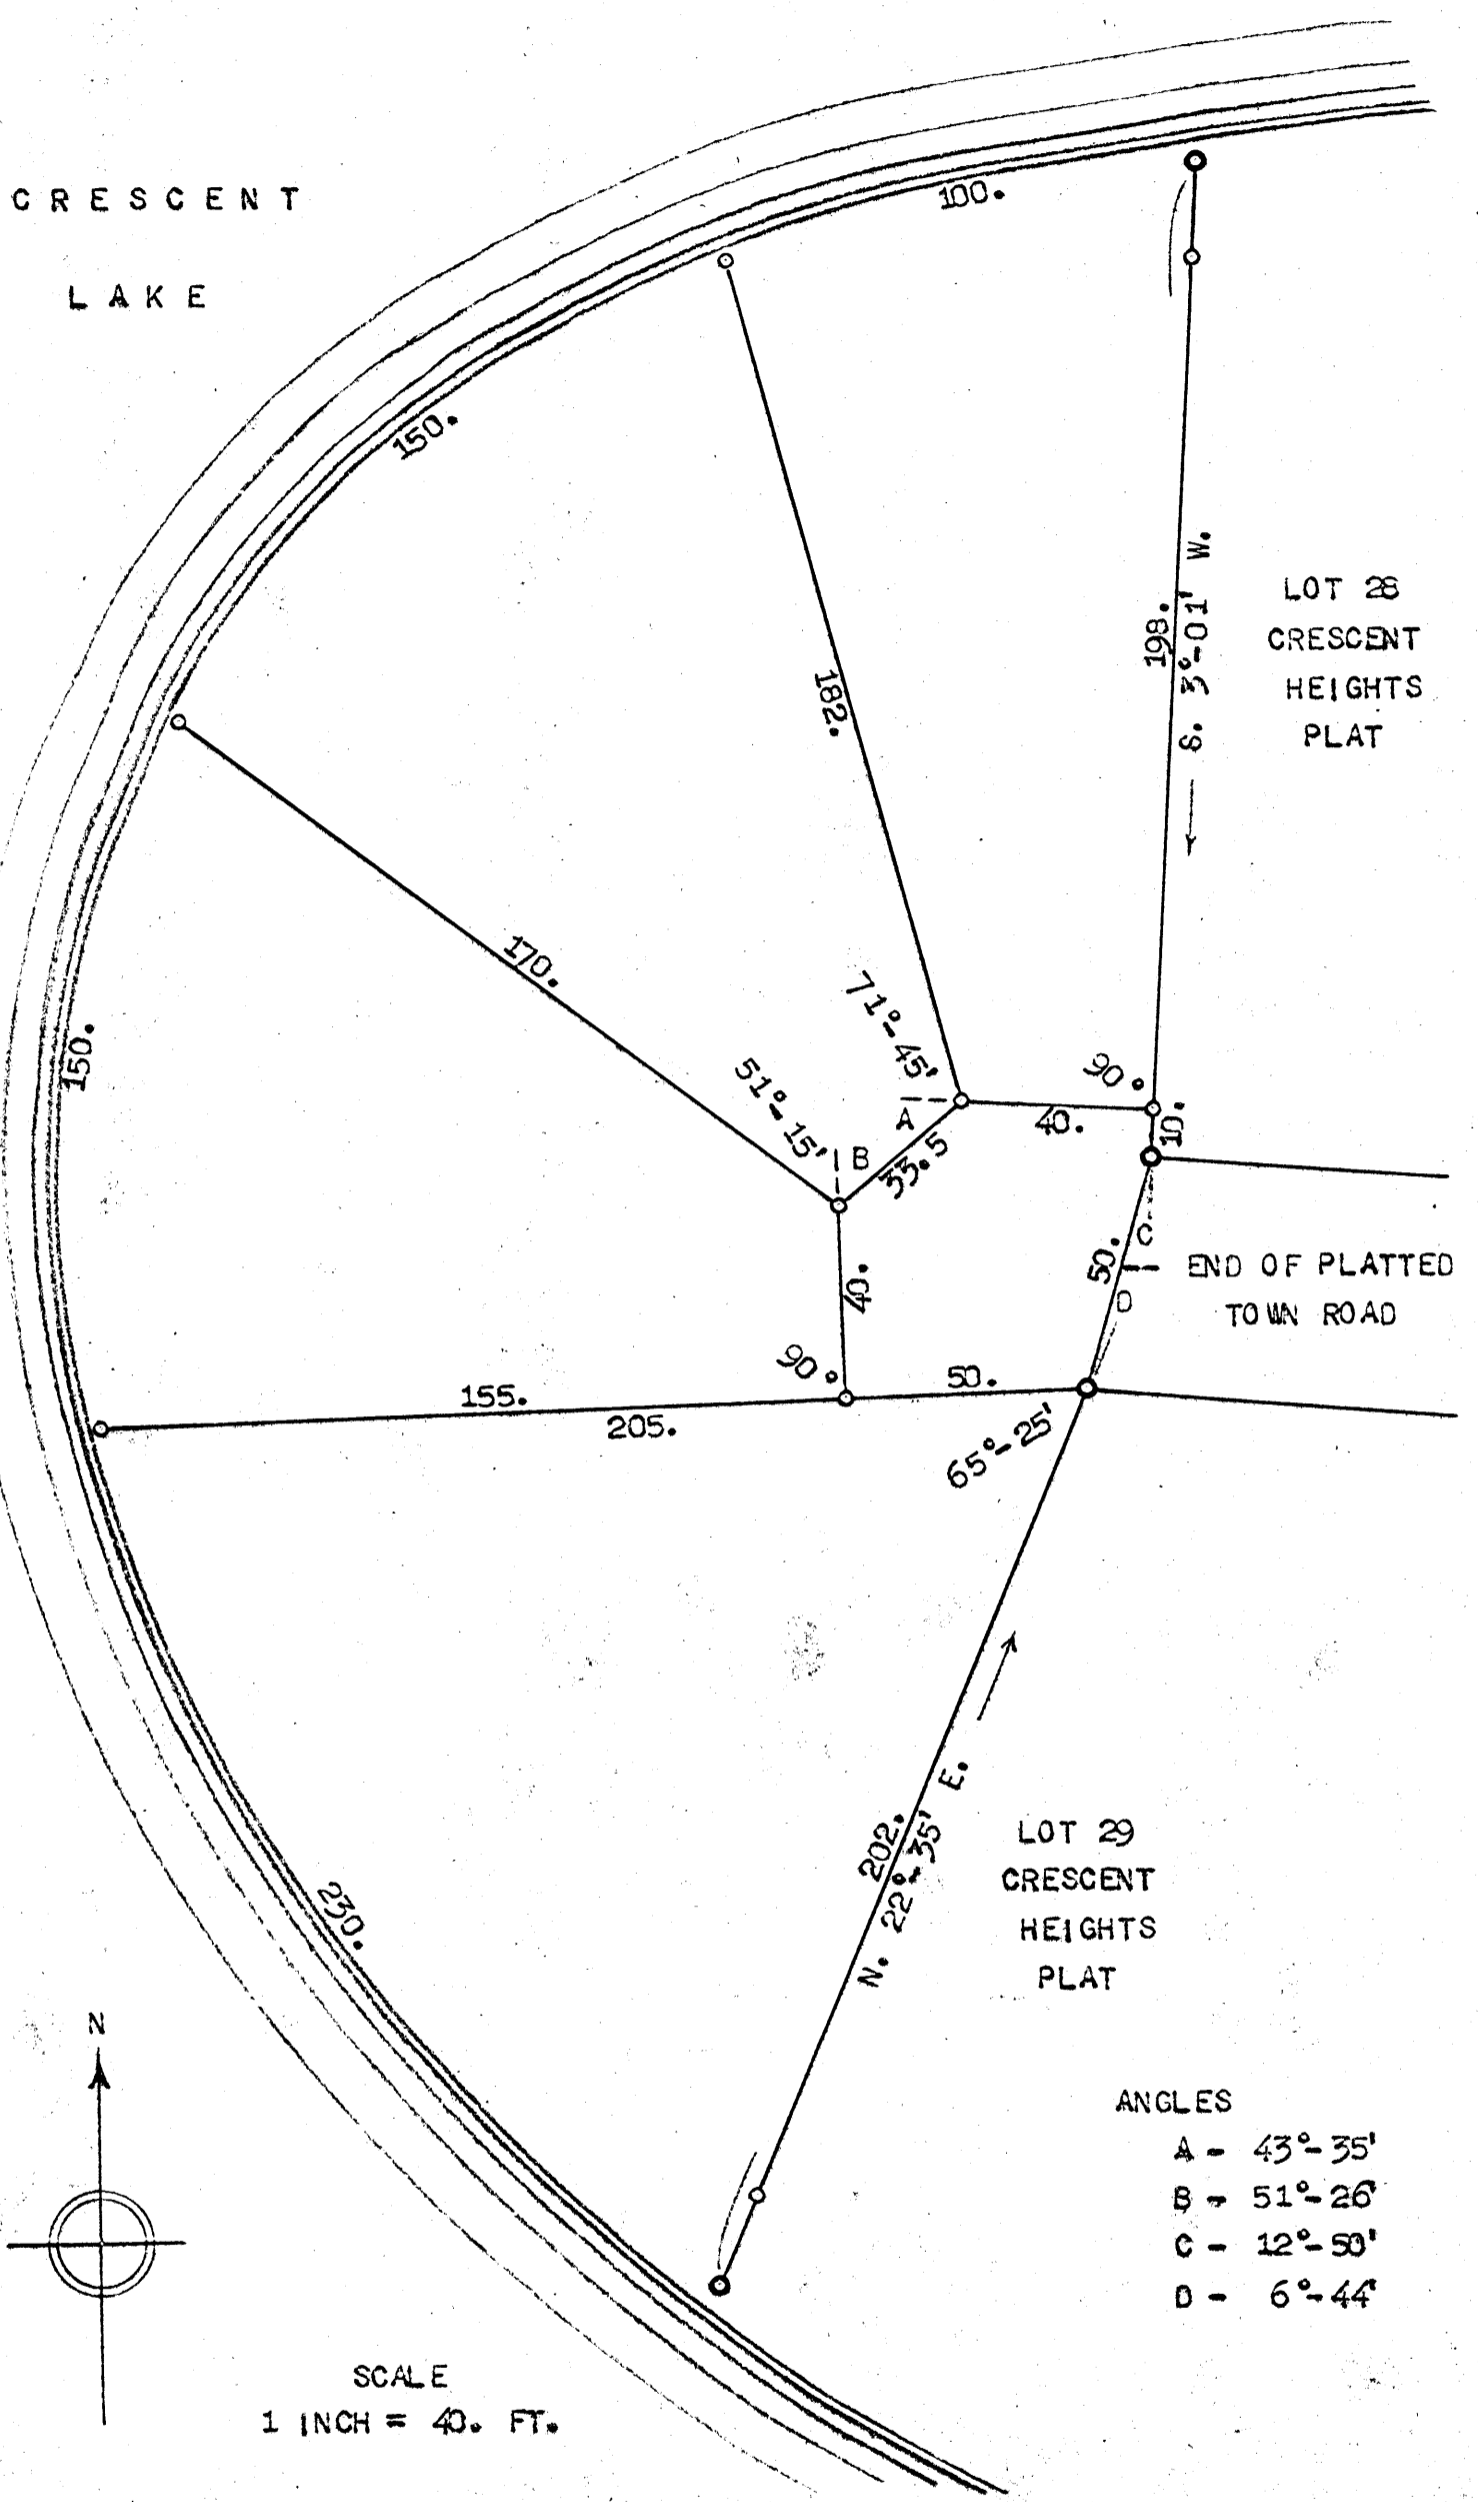 CRESCENT
LAKE
100.
150.
182.
198.
S. 3°-01' W.
LOT 28
CRESCENT
HEIGHTS
PLAT
170.
150.
71°-45'
51°-15'
90°
A
B
40.
10.
33.5
C
50.
D
END OF PLATTED
TOWN ROAD
40.
90°
50.
155.
205.
65°-25'
202.
N. 22°-35' E.
LOT 29
CRESCENT
HEIGHTS
PLAT
230.
N
ANGLES
A - 43°-35'
B - 51°-26'
C - 12°-50'
D - 6°-44'
SCALE
1 INCH = 40. FT.